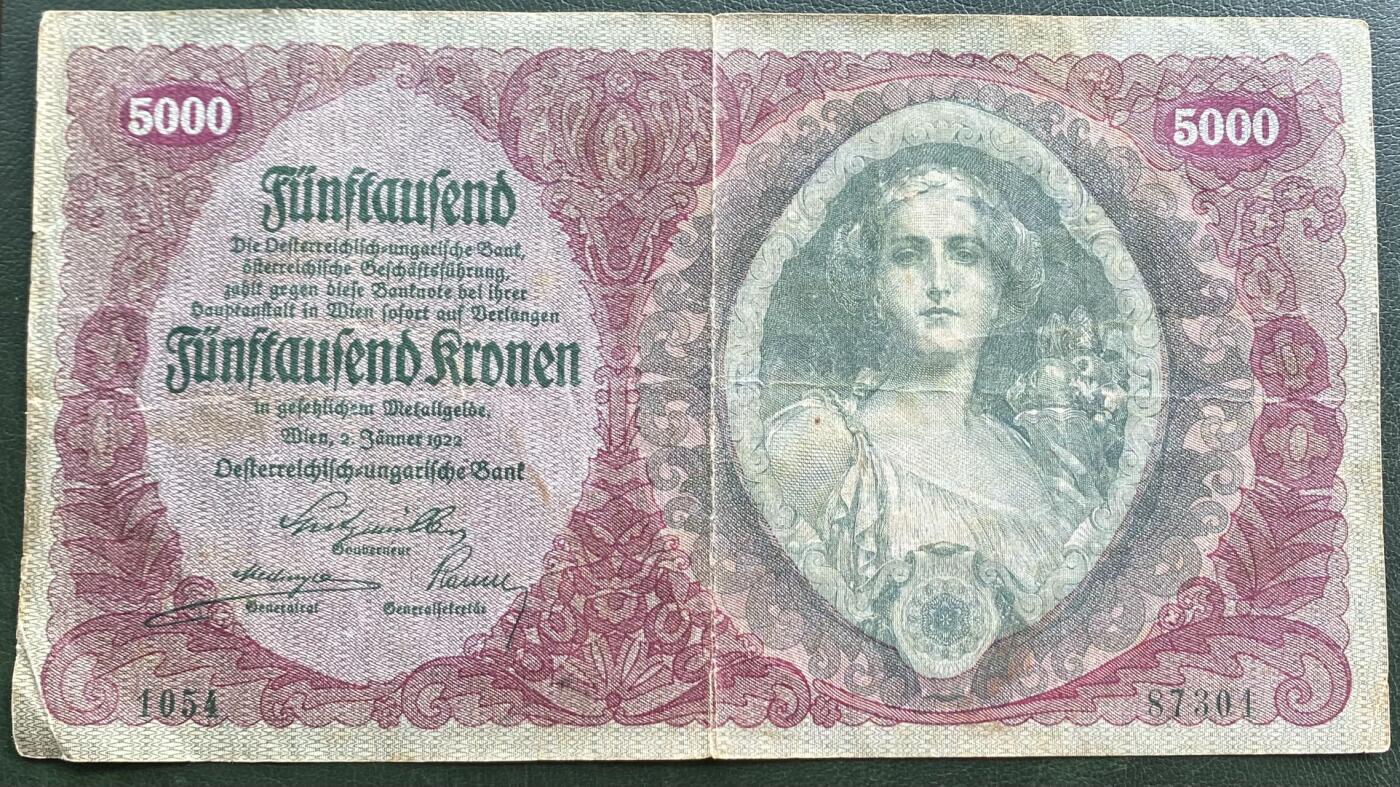 5000
5000
Fünftausend
Die Oesterreichisch-ungarische Bank,
österreichische Geschäftsführung,
zahlt gegen diese Banknote bei ihrer
Hauptanstalt in Wien sofort auf Verlangen
Fünftausend Kronen
in gesetzlichem Metallgelde.
Wien, 2. Jänner 1922
Oesterreichisch-ungarische Bank
Gouverneur
Generalrat
Generalsekretär
1054
87301